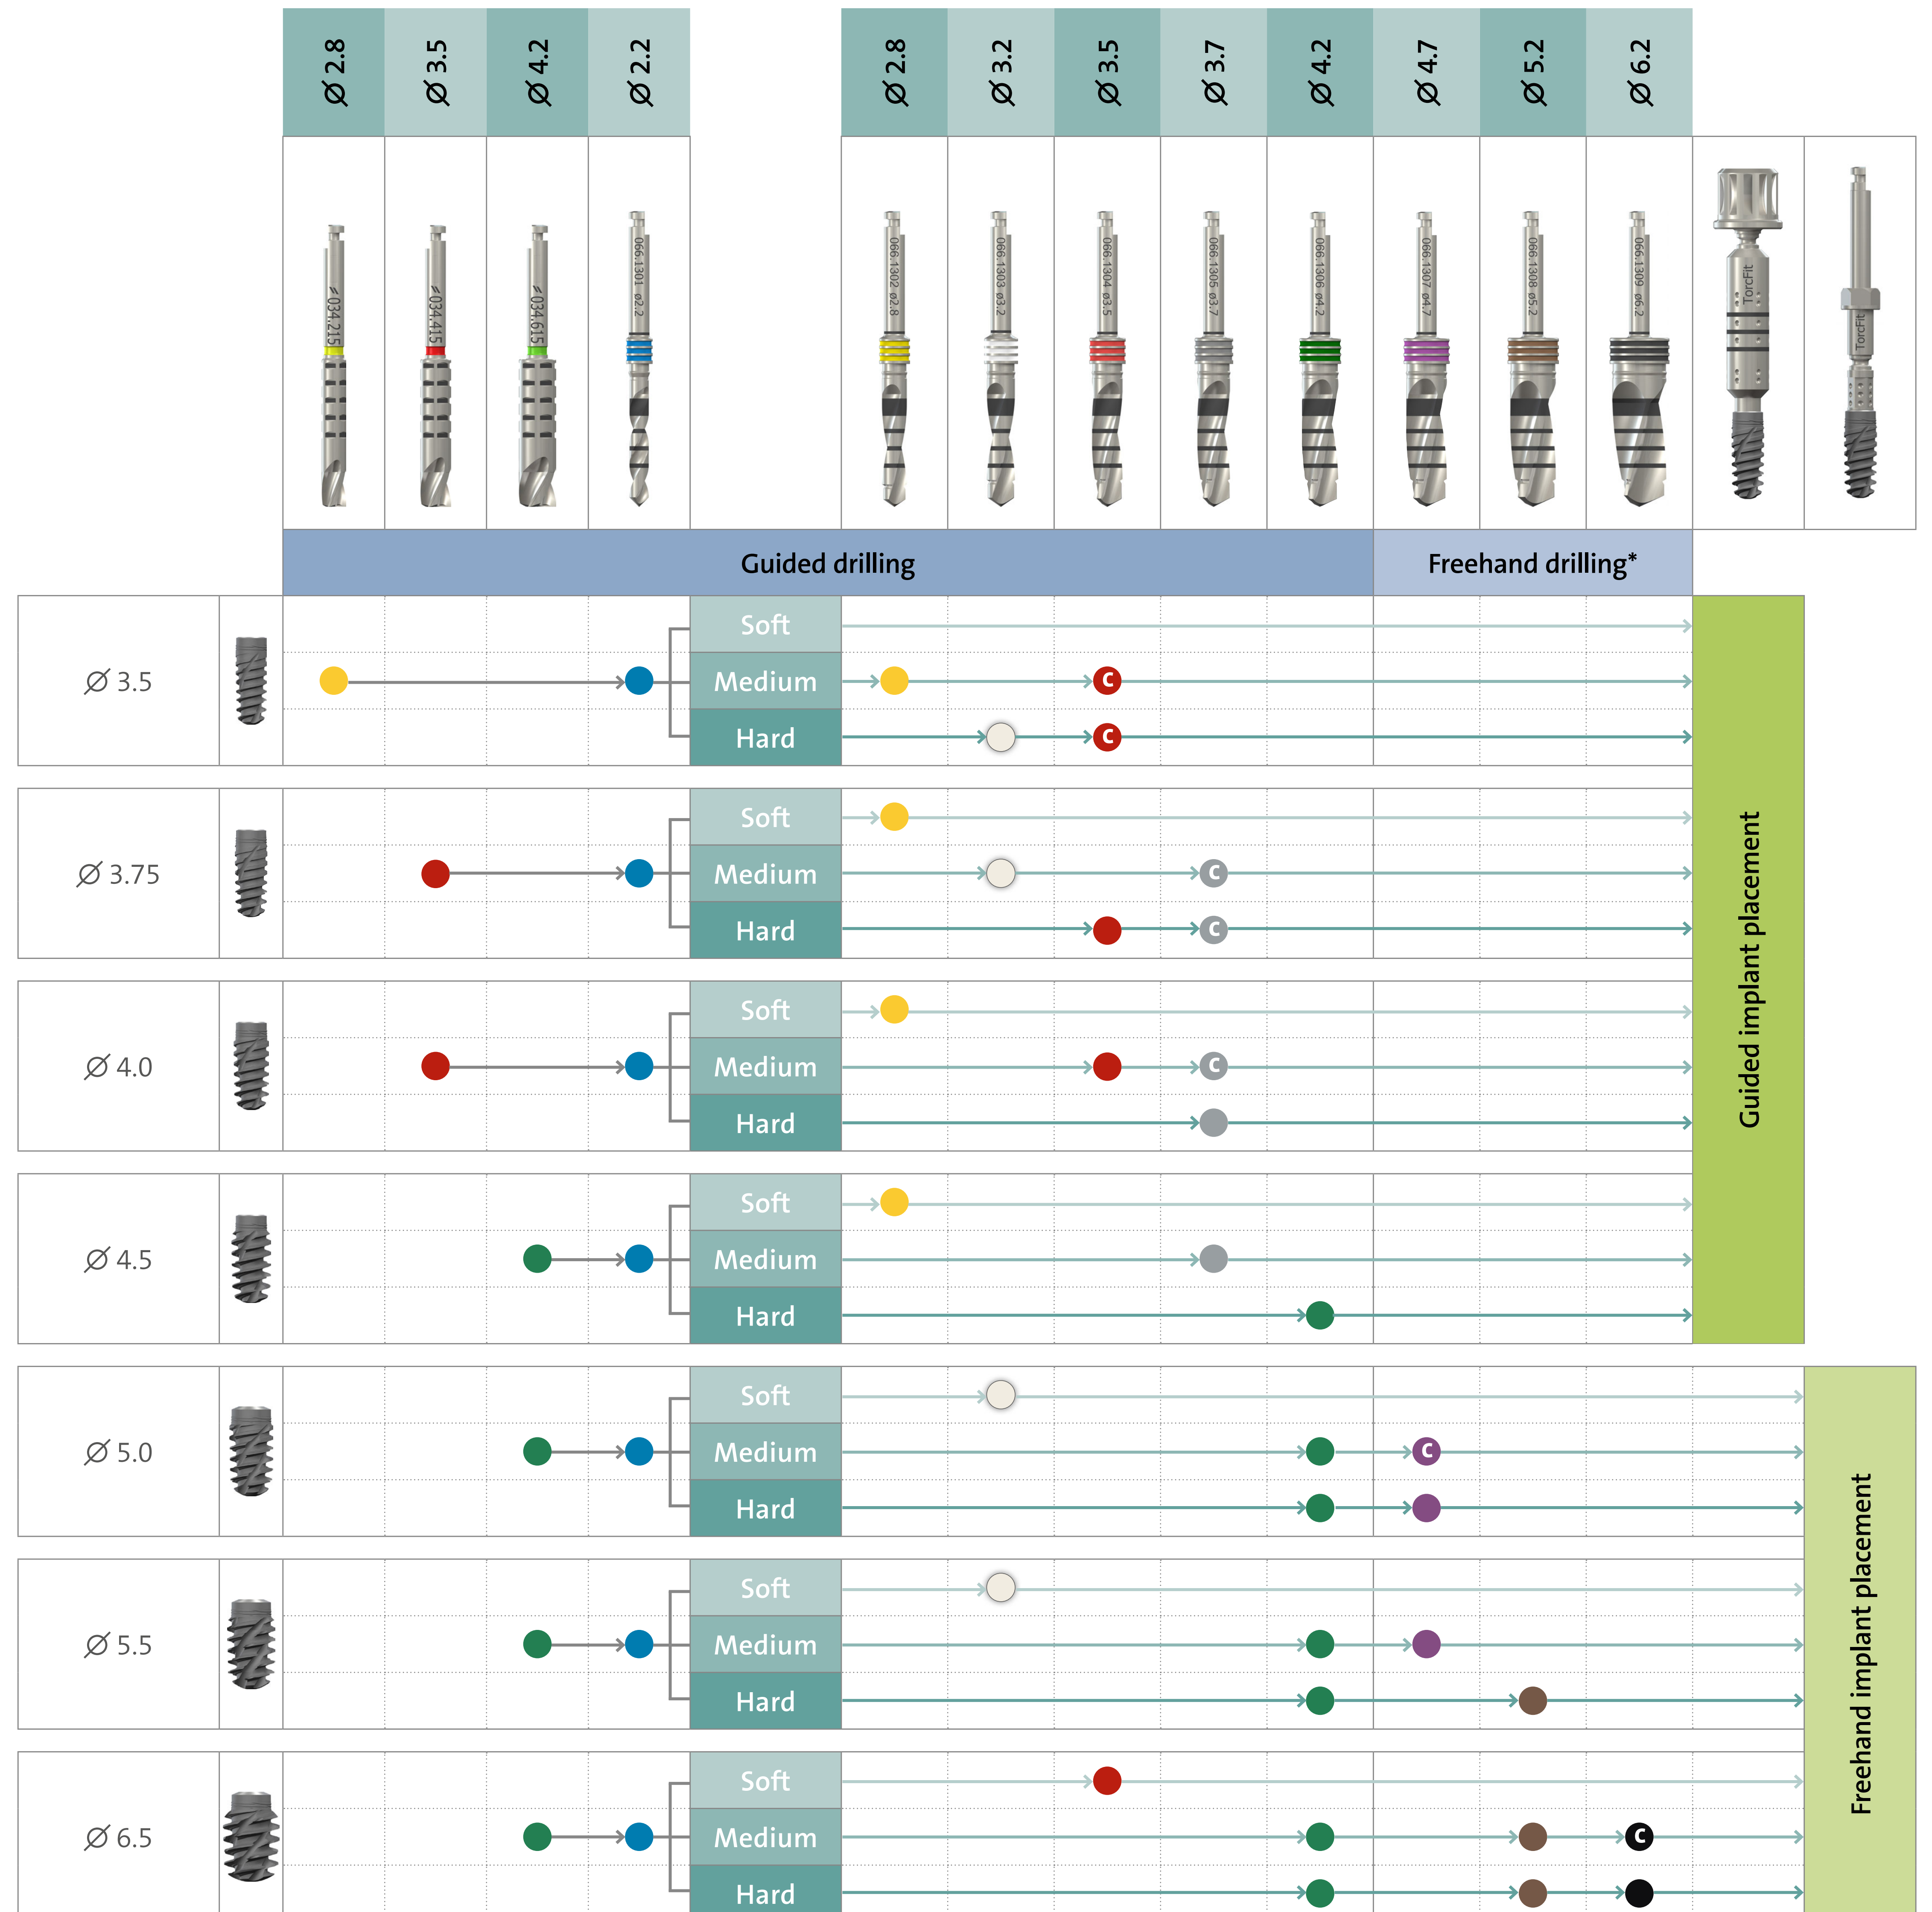 Ø 2.8 Ø 3.5 Ø 4.2 Ø 2.2 Ø 2.8 Ø 3.2 Ø 3.5 Ø 3.7 Ø 4.2 Ø 4.7 Ø 5.2 Ø 6.2
034.215 034.415 034.615 066.1301 ø2.2 066.1302 ø2.8 066.1303 ø3.2 066.1304 ø3.5 066.1305 ø3.7 066.1306 ø4.2 066.1307 ø4.7 066.1308 ø5.2 066.1309 ø6.2 TorcFit TorcFit
Guided drilling Freehand drilling*
Soft
Ø 3.5 Medium C
Hard C
Soft
Ø 3.75 Medium C
Hard C
Soft
Ø 4.0 Medium C
Hard
Soft
Ø 4.5 Medium
Hard
Guided implant placement
Soft
Ø 5.0 Medium C
Hard
Soft
Ø 5.5 Medium
Hard
Soft
Ø 6.5 Medium C
Hard
Freehand implant placement